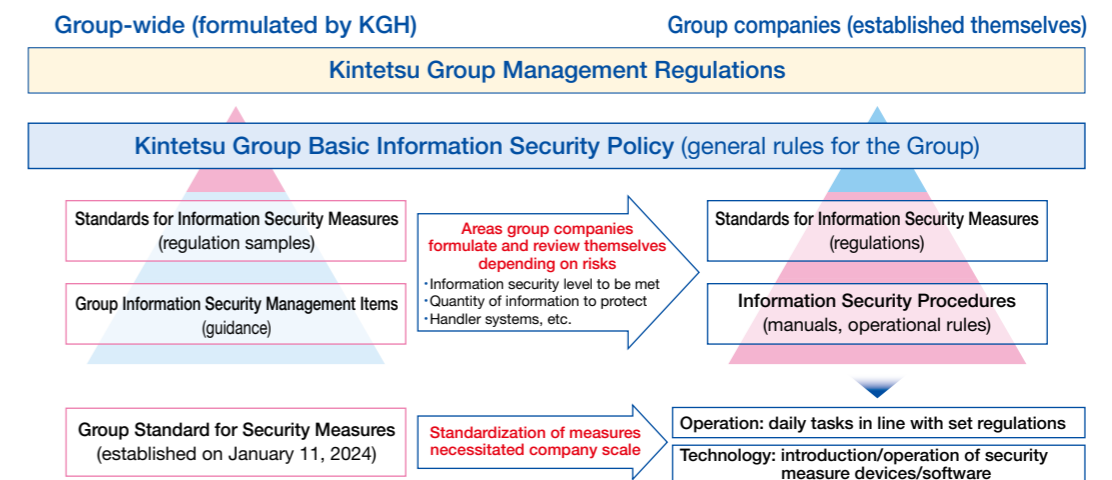 Group-wide (formulated by KGH)
Group companies (established themselves)
Kintetsu Group Management Regulations
Kintetsu Group Basic Information Security Policy (general rules for the Group)
Standards for Information Security Measures
(regulation samples)
Group Information Security Management Items
(guidance)
Areas group companies
formulate and review themselves
depending on risks
・Information security level to be met
・Quantity of information to protect
・Handler systems, etc.
Standards for Information Security Measures
(regulations)
Information Security Procedures
(manuals, operational rules)
Group Standard for Security Measures
(established on January 11, 2024)
Standardization of measures
necessitated company scale
Operation: daily tasks in line with set regulations
Technology: introduction/operation of security
measure devices/software